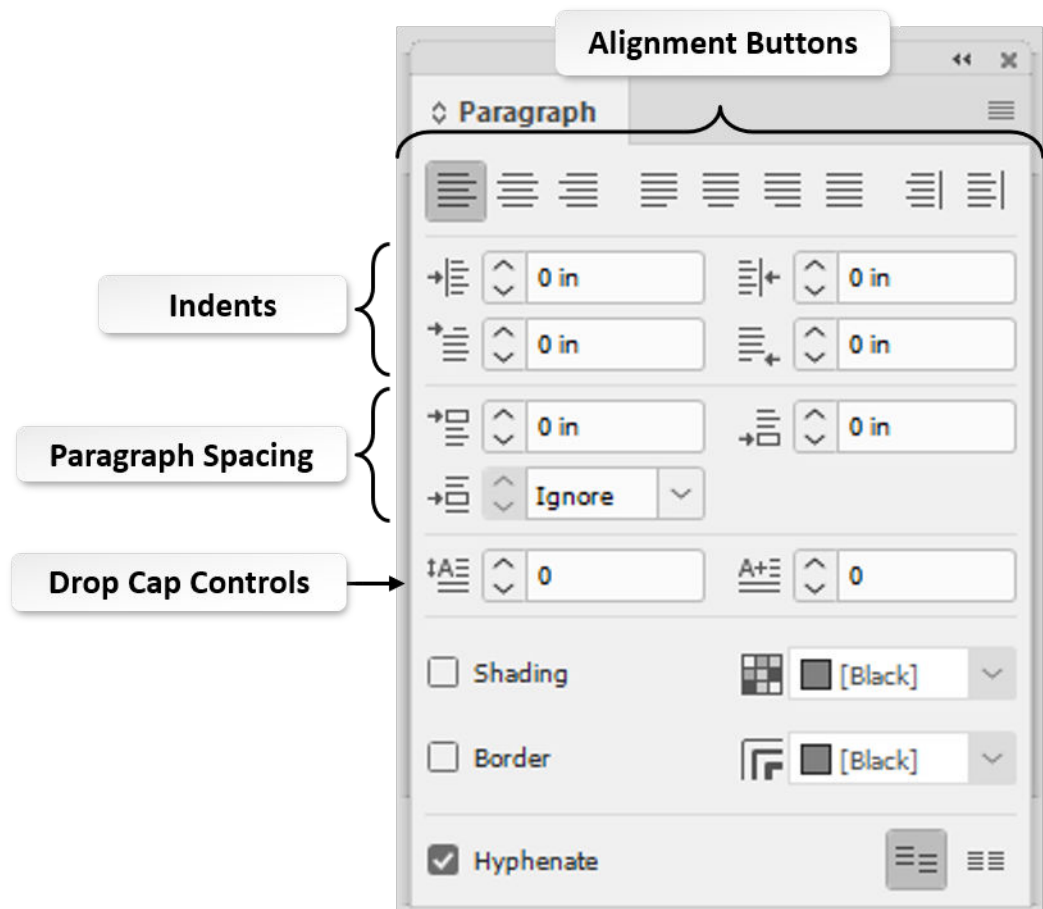 Alignment Buttons
Paragraph
Indents
0 in
0 in
0 in
0 in
Paragraph Spacing
0 in
0 in
Ignore
Drop Cap Controls
0
0
Shading
[Black]
Border
[Black]
Hyphenate